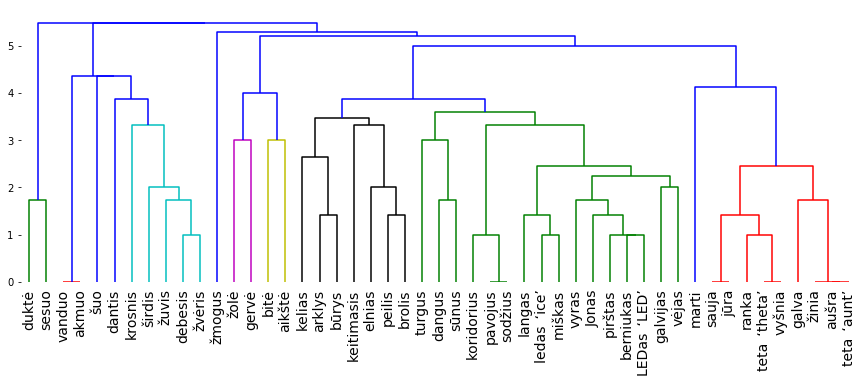 5
4
3
2
1
0
duktė
sesuo
vanduo
akmuo
šuo
dantis
krosnis
širdis
žuvis
debesis
žvėris
žmogus
žolė
gervė
bitė
aikštė
kelias
arklys
būrys
keitimasis
elnias
peilis
brolis
turgus
dangus
sūnus
koridorius
pavojus
sodžius
langas
ledas ‘ice’
miškas
vyras
Jonas
pirštas
berniukas
LEDas ‘LED’
galvijas
vėjas
marti
sauja
jūra
ranka
teta ‘theta’
vyšnia
galva
žinia
aušra
teta ‘aunt’